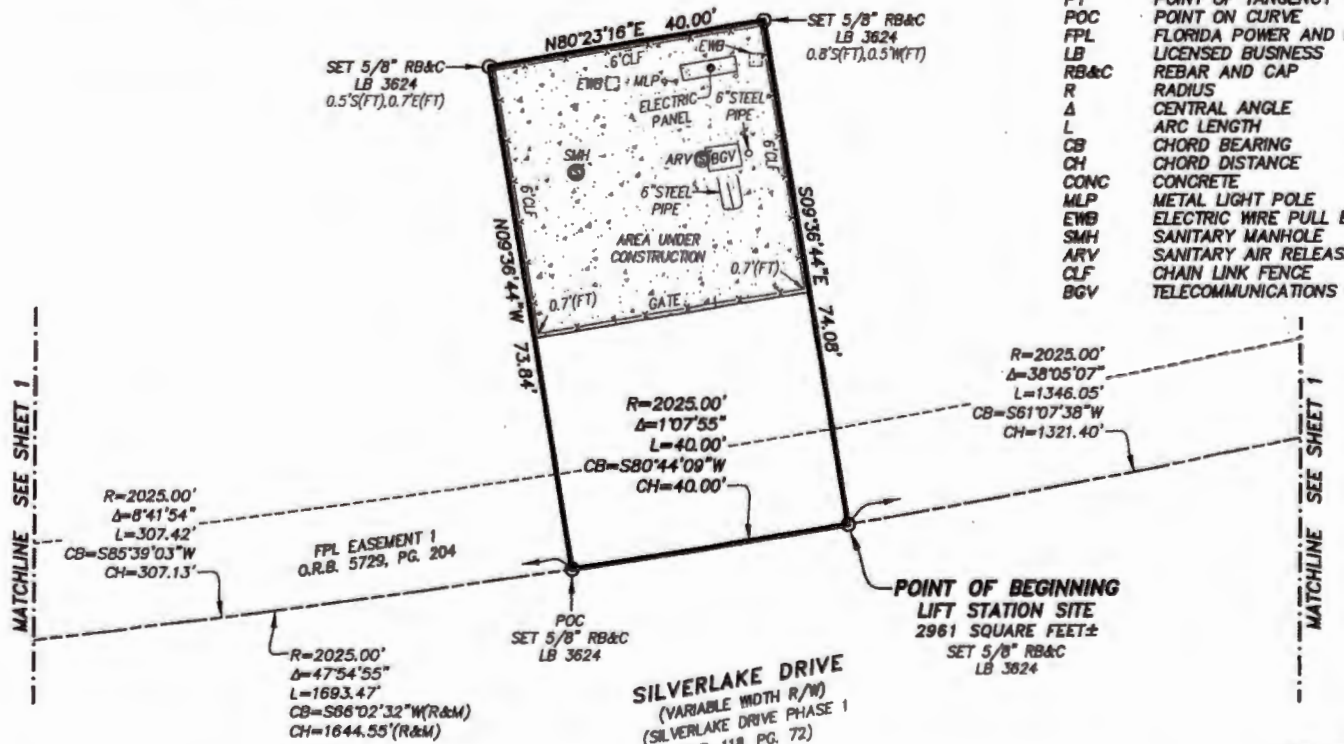 PT POINT OF TANGENCY
POC POINT ON CURVE
FPL FLORIDA POWER AND
LB LICENSED BUSINESS
RB&C REBAR AND CAP
R RADIUS
Δ CENTRAL ANGLE
L ARC LENGTH
CB CHORD BEARING
CH CHORD DISTANCE
CONC CONCRETE
MLP METAL LIGHT POLE
EWB ELECTRIC WIRE PULL
SMH SANITARY MANHOLE
ARV SANITARY AIR RELEAS
CLF CHAIN LINK FENCE
BGV TELECOMMUNICATIONS
N80°23'16"E 40.00'
SET 5/8" RB&C
LB 3624
0.8'S(FT),0.5'W(FT)
SET 5/8" RB&C
LB 3624
0.5'S(FT),0.7'E(FT)
6'CLF
EWB
EWB
MLP
ELECTRIC
PANEL
6"STEEL
PIPE
SMH
ARV
S
BGV
6'CLF
6'CLF
6"STEEL
PIPE
AREA UNDER
CONSTRUCTION
0.7'(FT)
0.7'(FT)
GATE
N09°36'44"W 73.84'
S09°36'44"E 74.08'
R=2025.00'
Δ=1°07'55"
L=40.00'
CB=S80°44'09"W
CH=40.00'
R=2025.00'
Δ=38°05'07"
L=1346.05'
CB=S61°07'38"W
CH=1321.40'
MATCHLINE SEE SHEET 1
MATCHLINE SEE SHEET 1
R=2025.00'
Δ=8°41'54"
L=307.42'
CB=S85°39'03"W
CH=307.13'
FPL EASEMENT 1
O.R.B. 5729, PG. 204
POINT OF BEGINNING
LIFT STATION SITE
2961 SQUARE FEET±
SET 5/8" RB&C
LB 3624
POC
SET 5/8" RB&C
LB 3624
R=2025.00'
Δ=47°54'55"
L=1693.47'
CB=S66°02'32"W(R&M)
CH=1644.55'(R&M)
SILVERLAKE DRIVE
(VARIABLE WIDTH R/W)
(SILVERLAKE DRIVE PHASE 1
118, PG. 72)